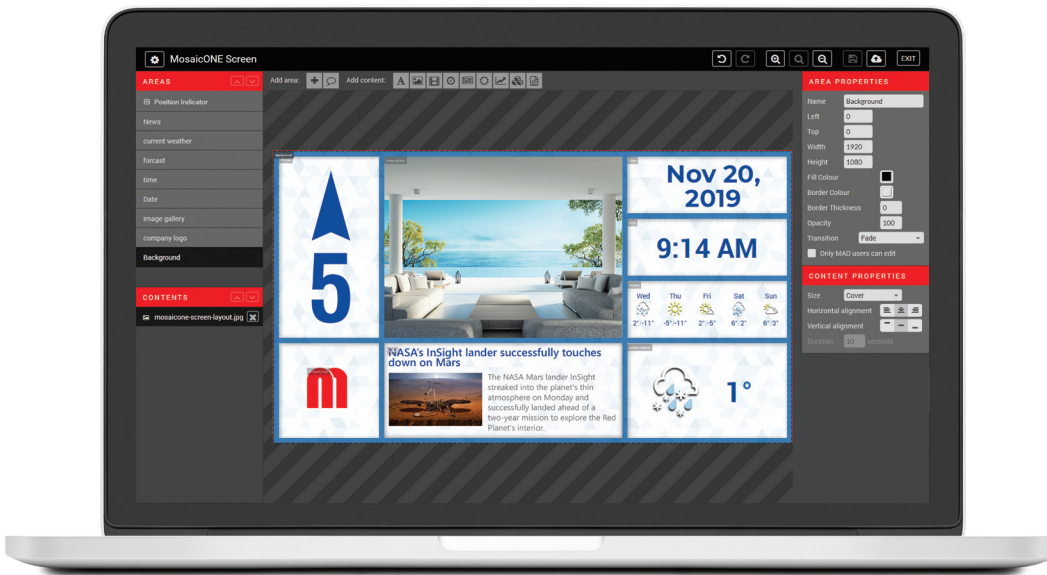 MosaicONE Screen
EXIT
AREAS
Position Indicator
News
current weather
forcast
time
Date
image gallery
company logo
Background
CONTENTS
mosaicone-screen-layout.jpg
Add area:
Add content:
5
Nov 20,
2019
9:14 AM
Wed Thu Fri Sat Sun
2°/-11° -5°/-11° 2°/-5° 6°/2° 6°/3°
m
NASA's InSight lander successfully touches
down on Mars
The NASA Mars lander InSight
streaked into the planet's thin
atmosphere on Monday and
successfully landed ahead of a
two-year mission to explore the Red
Planet's interior.
1°
AREA PROPERTIES
Name Background
Left 0
Top 0
Width 1920
Height 1080
Fill Colour
Border Colour
Border Thickness 0
Opacity 100
Transition Fade
Only MAD users can edit
CONTENT PROPERTIES
Size Cover
Horizontal alignment
Vertical alignment
Duration 10 seconds